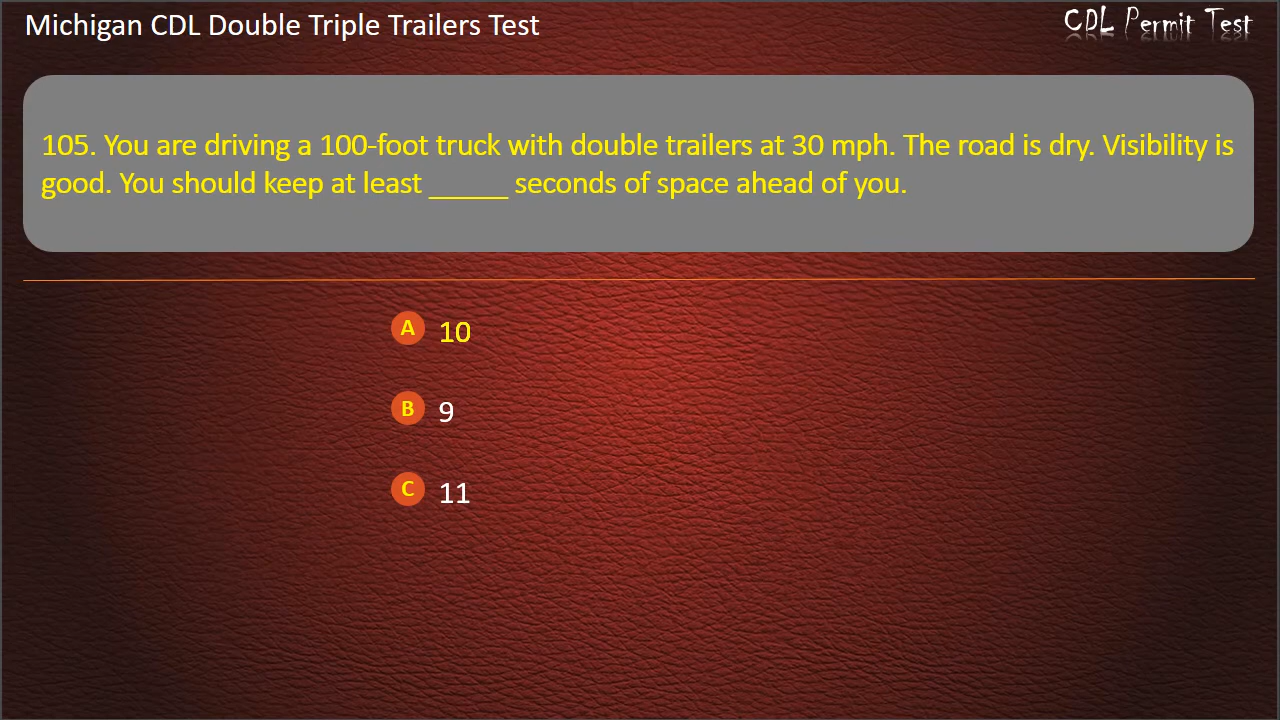 Michigan CDL Double Triple Trailers Test
CDL Permit Test
105. You are driving a 100-foot truck with double trailers at 30 mph. The road is dry. Visibility is
good. You should keep at least ______ seconds of space ahead of you.
A 10
B 9
C 11